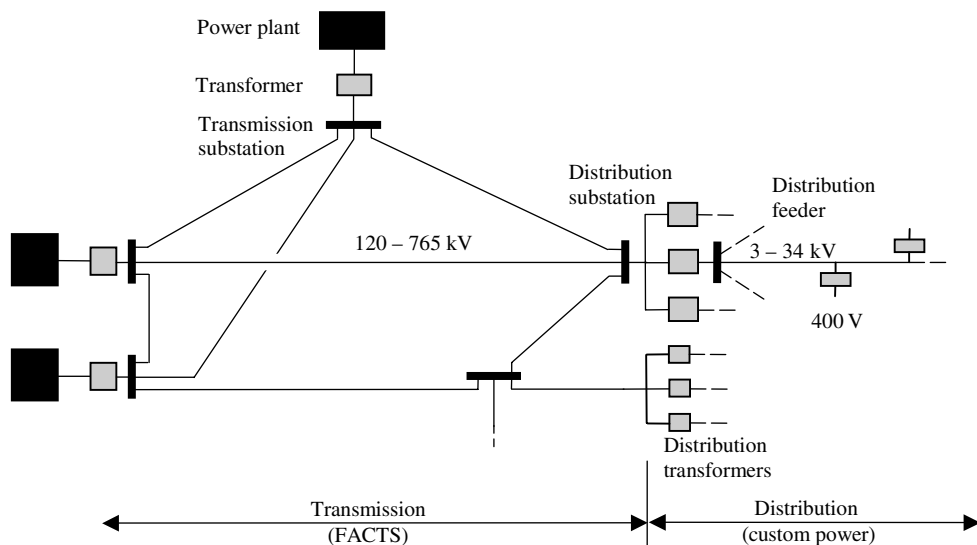 Power plant
Transformer
Transmission
substation
Distribution
substation
Distribution
feeder
120 – 765 kV
3 – 34 kV
400 V
Distribution
transformers
Transmission
(FACTS)
Distribution
(custom power)